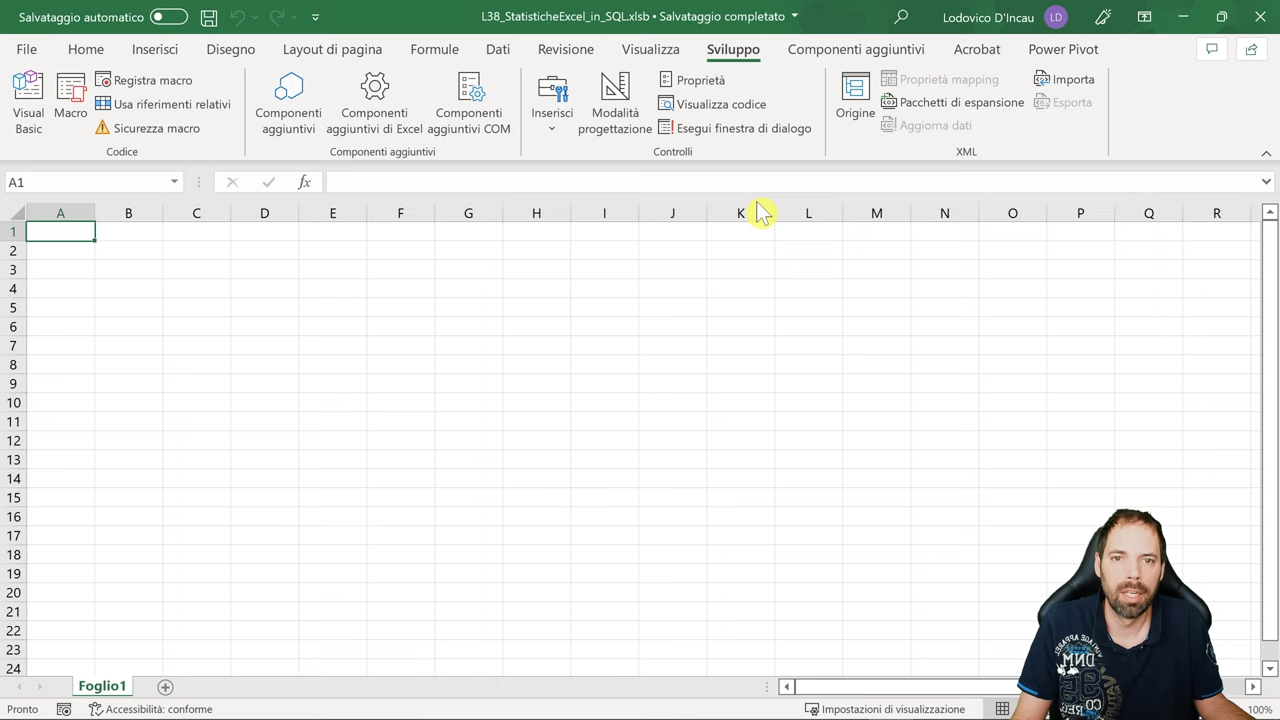 Salvataggio automatico
L38_StatisticheExcel_in_SQL.xlsb • Salvataggio completato
Lodovico D'Incau
LD
File
Home
Inserisci
Disegno
Layout di pagina
Formule
Dati
Revisione
Visualizza
Sviluppo
Componenti aggiuntivi
Acrobat
Power Pivot
Visual Basic
Macro
Registra macro
Usa riferimenti relativi
Sicurezza macro
Codice
Componenti aggiuntivi
Componenti aggiuntivi di Excel
Componenti aggiuntivi COM
Componenti aggiuntivi
Inserisci
Modalità progettazione
Proprietà
Visualizza codice
Esegui finestra di dialogo
Controlli
Origine
Proprietà mapping
Pacchetti di espansione
Aggiorna dati
Importa
Esporta
XML
A1
fx
A B C D E F G H I J K L M N O P Q R
1
2
3
4
5
6
7
8
9
10
11
12
13
14
15
16
17
18
19
20
21
22
23
24
Foglio1
Pronto
Accessibilità: conforme
Impostazioni di visualizzazione
100%
VINTAGE APPAREL
DNM